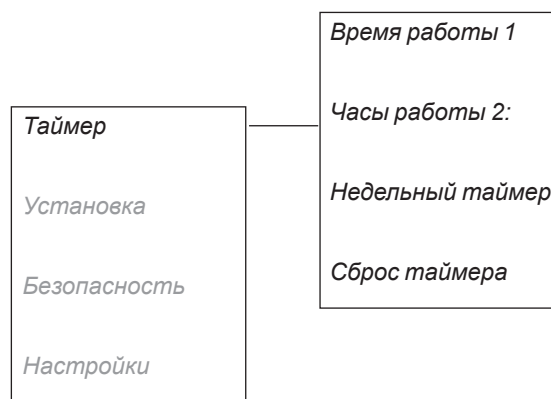 Таймер
Установка
Безопасность
Настройки
Время работы 1
Часы работы 2:
Недельный таймер
Сброс таймера